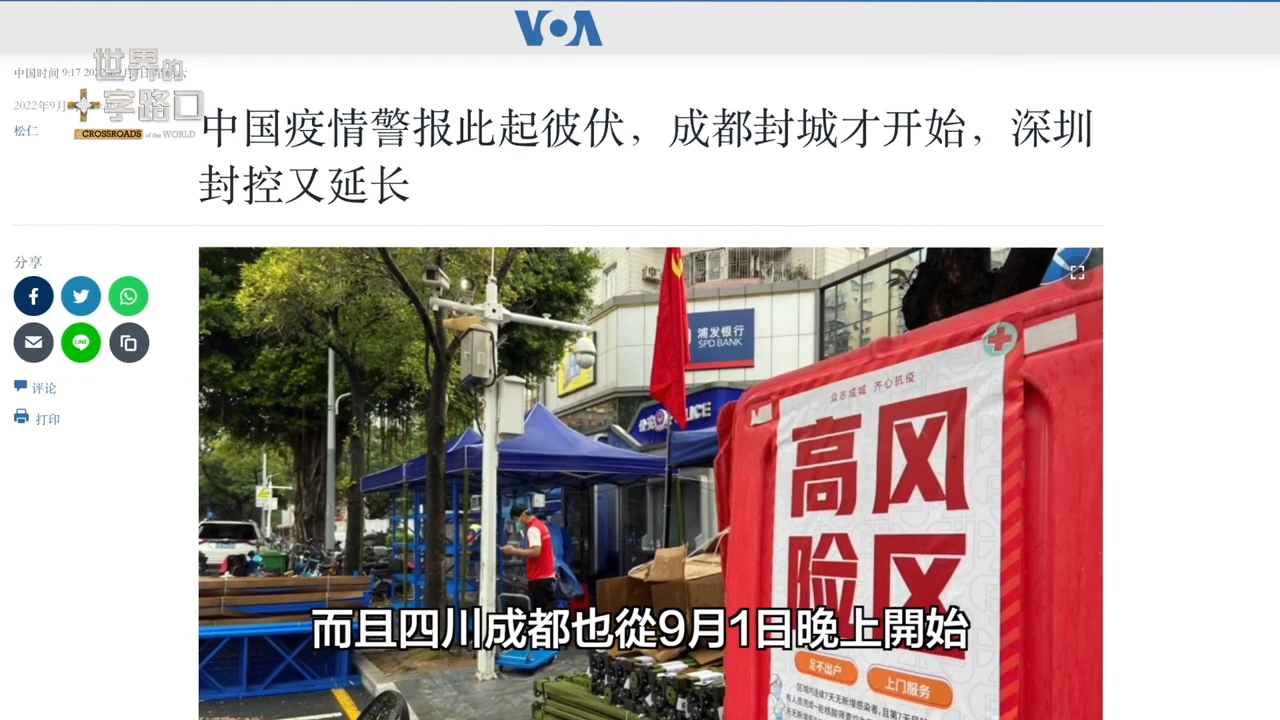 VOA
世界的
十字路口
CROSSROADS of the WORLD
中国时间 9:17
2022年9月
松仁
中国疫情警报此起彼伏，成都封城才开始，深圳
封控又延长
分享
LINE
评论
打印
浦发银行
SPD BANK
POLICE
众志成城 齐心抗疫
高风
险区
足不出户
上门服务
而且四川成都也從9月1日晚上開始